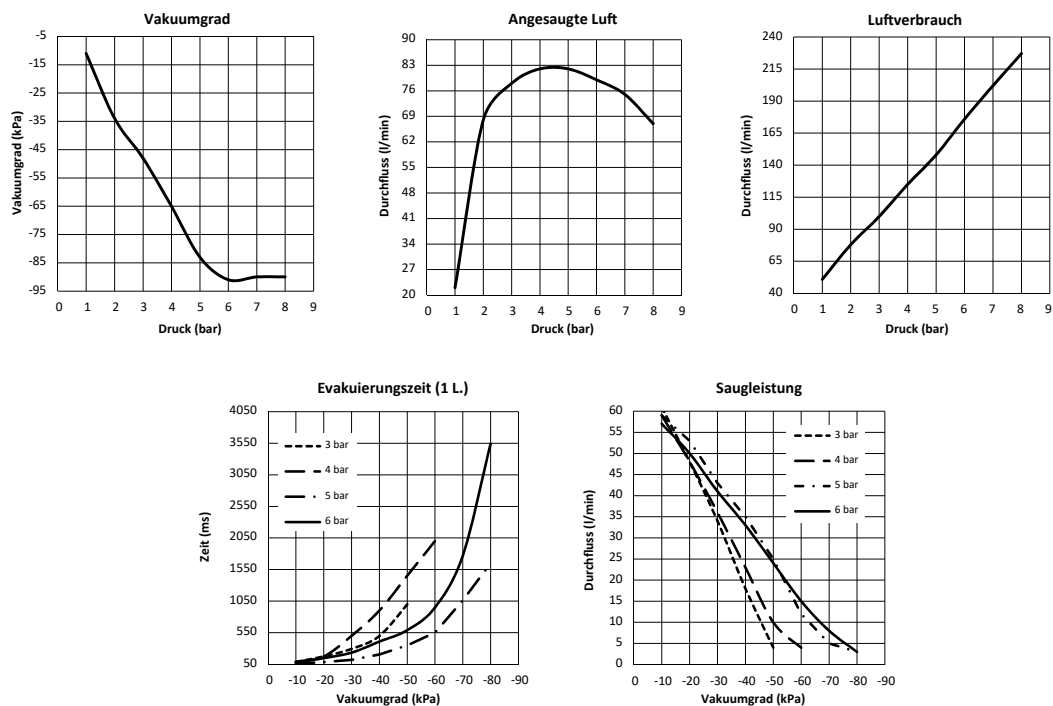 Vakuumgrad
-5
-15
-25
-35
-45
-55
-65
-75
-85
-95
Vakuumgrad (kPa)
0 1 2 3 4 5 6 7 8 9
Druck (bar)
Angesaugte Luft
90
83
76
69
62
55
48
41
34
27
20
Durchfluss (l/min)
0 1 2 3 4 5 6 7 8 9
Druck (bar)
Luftverbrauch
240
215
190
165
140
115
90
65
40
Durchfluss (l/min)
0 1 2 3 4 5 6 7 8 9
Druck (bar)
Evakuierungszeit (1 L.)
4050
3550
3050
2550
2050
1550
1050
550
50
Zeit (ms)
3 bar
4 bar
5 bar
6 bar
0 -10 -20 -30 -40 -50 -60 -70 -80 -90
Vakuumgrad (kPa)
Saugleistung
60
55
50
45
40
35
30
25
20
15
10
5
0
Durchfluss (l/min)
3 bar
4 bar
5 bar
6 bar
0 -10 -20 -30 -40 -50 -60 -70 -80 -90
Vakuumgrad (kPa)